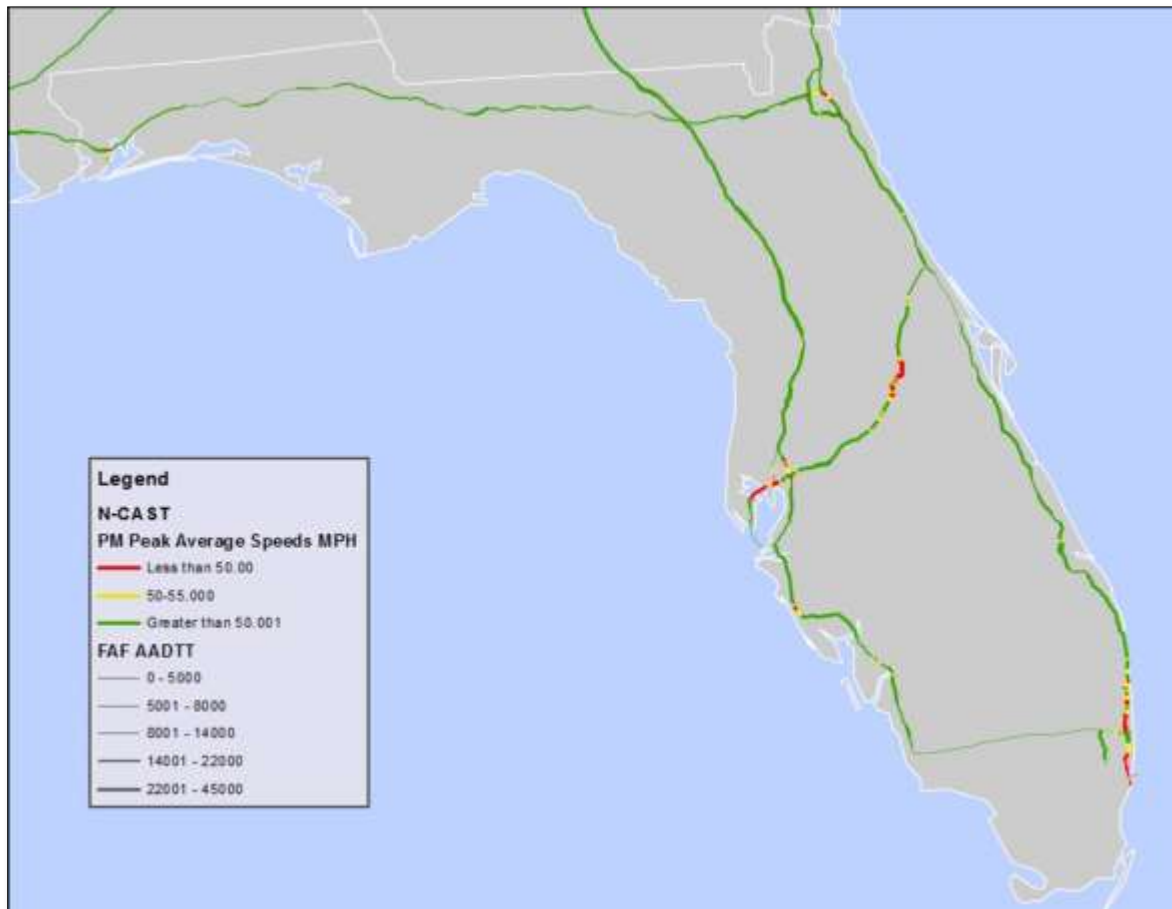 Legend
N-CAST
PM Peak Average Speeds MPH
Less than 50.00
50-55.000
Greater than 50.001
FAF AADTT
0 - 5000
5001 - 8000
8001 - 14000
14001 - 22000
22001 - 45000